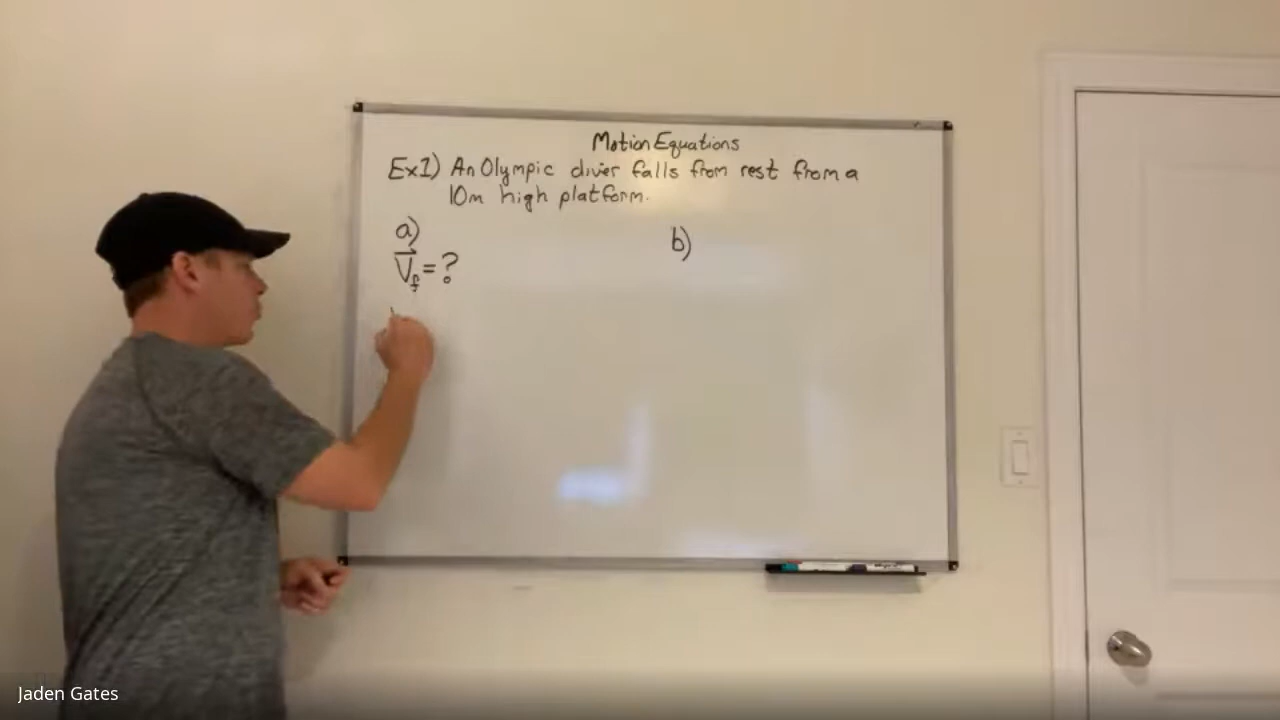 Motion Equations
Ex1) An Olympic diver falls from rest from a
10m high platform.
a)
V⃗f = ?
b)
Jaden Gates